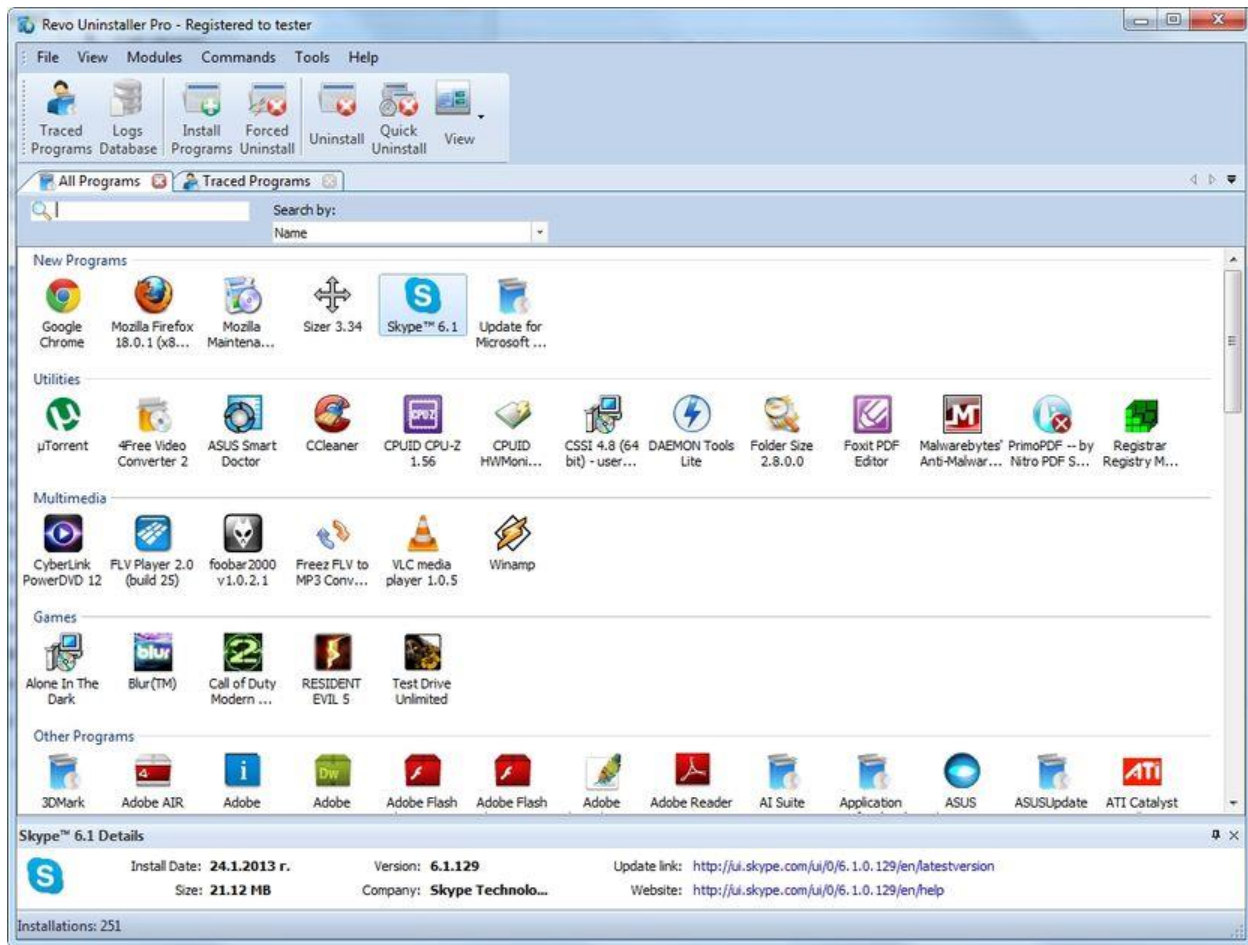 Revo Uninstaller Pro - Registered to tester
File View Modules Commands Tools Help
Traced Programs
Logs Database
Install Programs
Forced Uninstall
Uninstall
Quick Uninstall
View
All Programs
Traced Programs
Search by:
Name
New Programs
Google Chrome
Mozilla Firefox 18.0.1 (x8...
Mozilla Maintena...
Sizer 3.34
Skype™ 6.1
Update for Microsoft ...
Utilities
µTorrent
4Free Video Converter 2
ASUS Smart Doctor
CCleaner
CPUID CPU-Z 1.56
CPUID HWMoni...
CSSI 4.8 (64 bit) - user...
DAEMON Tools Lite
Folder Size 2.8.0.0
Foxit PDF Editor
Malwarebytes' Anti-Malwar...
PrimoPDF -- by Nitro PDF S...
Registrar Registry M...
Multimedia
CyberLink PowerDVD 12
FLV Player 2.0 (build 25)
foobar2000 v1.0.2.1
Freez FLV to MP3 Conv...
VLC media player 1.0.5
Winamp
Games
Alone In The Dark
Blur(TM)
Call of Duty Modern ...
RESIDENT EVIL 5
Test Drive Unlimited
Other Programs
3DMark
Adobe AIR
Adobe
Adobe
Adobe Flash
Adobe Flash
Adobe
Adobe Reader
AI Suite
Application
ASUS
ASUSUpdate
ATI Catalyst
Skype™ 6.1 Details
Install Date: 24.1.2013 г. Version: 6.1.129 Update link: http://ui.skype.com/ui/0/6.1.0.129/en/latestversion
Size: 21.12 MB Company: Skype Technolo... Website: http://ui.skype.com/ui/0/6.1.0.129/en/help
Installations: 251